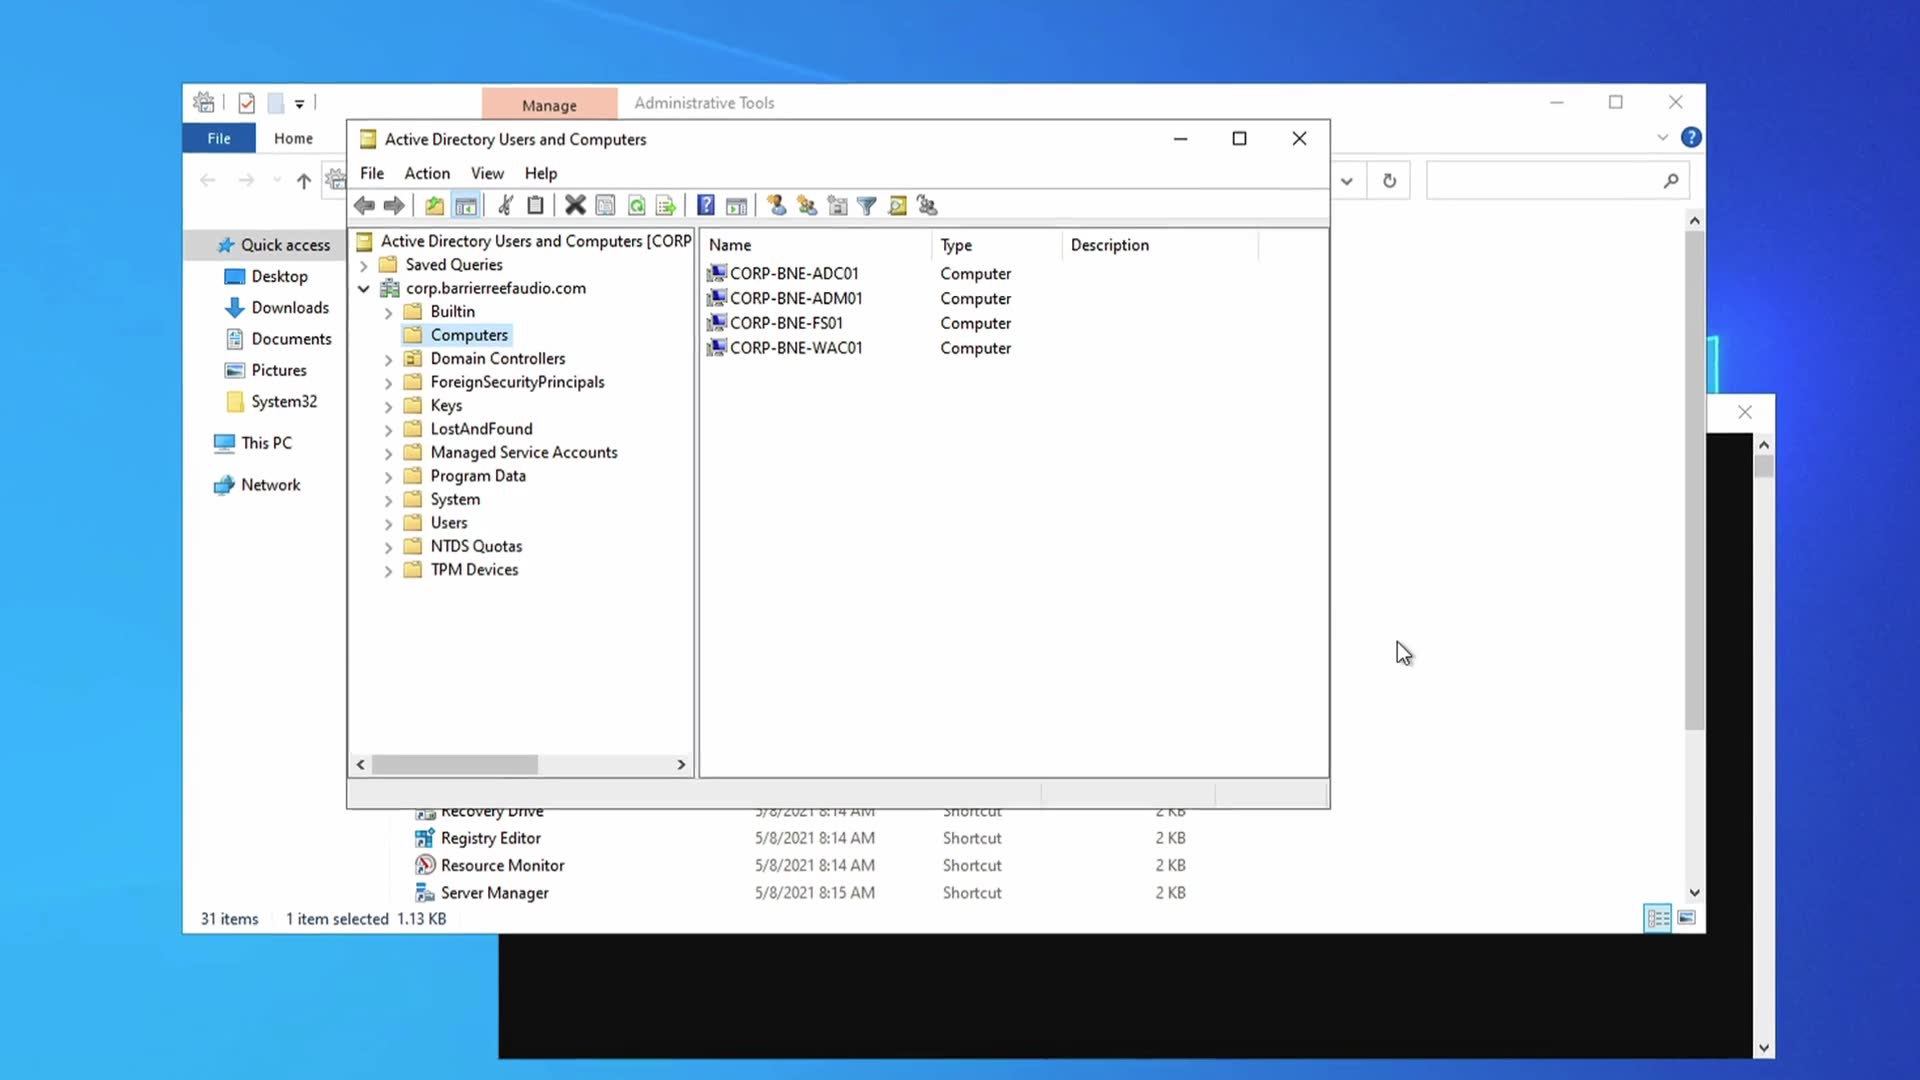 Manage
Administrative Tools
File
Home
Active Directory Users and Computers
File Action View Help
Quick access
Desktop
Downloads
Documents
Pictures
System32
This PC
Network
Active Directory Users and Computers [CORP
Saved Queries
corp.barrierreefaudio.com
Builtin
Computers
Domain Controllers
ForeignSecurityPrincipals
Keys
LostAndFound
Managed Service Accounts
Program Data
System
Users
NTDS Quotas
TPM Devices
Name Type Description
CORP-BNE-ADC01 Computer
CORP-BNE-ADM01 Computer
CORP-BNE-FS01 Computer
CORP-BNE-WAC01 Computer
Recovery Drive 5/8/2021 8:14 AM Shortcut 2 KB
Registry Editor 5/8/2021 8:14 AM Shortcut 2 KB
Resource Monitor 5/8/2021 8:14 AM Shortcut 2 KB
Server Manager 5/8/2021 8:15 AM Shortcut 2 KB
31 items 1 item selected 1.13 KB